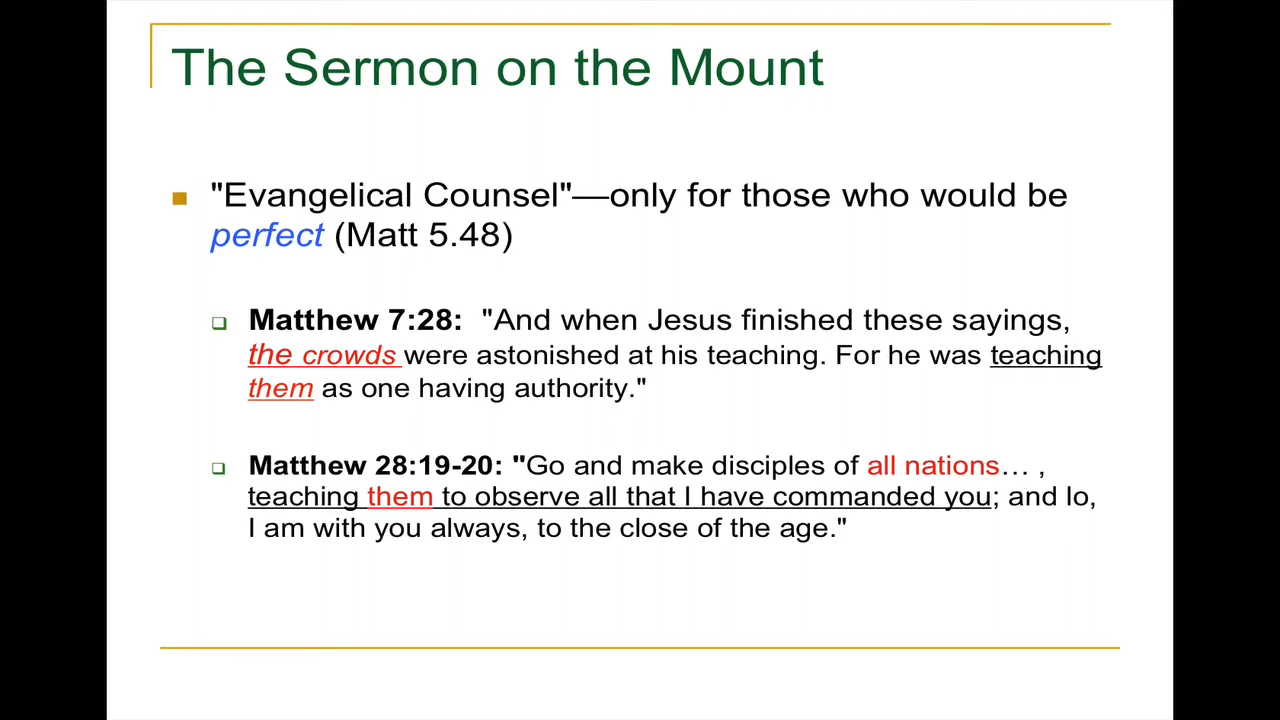 The Sermon on the Mount
"Evangelical Counsel"—only for those who would be
perfect (Matt 5.48)
Matthew 7:28: "And when Jesus finished these sayings,
the crowds were astonished at his teaching. For he was teaching
them as one having authority."
Matthew 28:19-20: "Go and make disciples of all nations… ,
teaching them to observe all that I have commanded you; and lo,
I am with you always, to the close of the age."